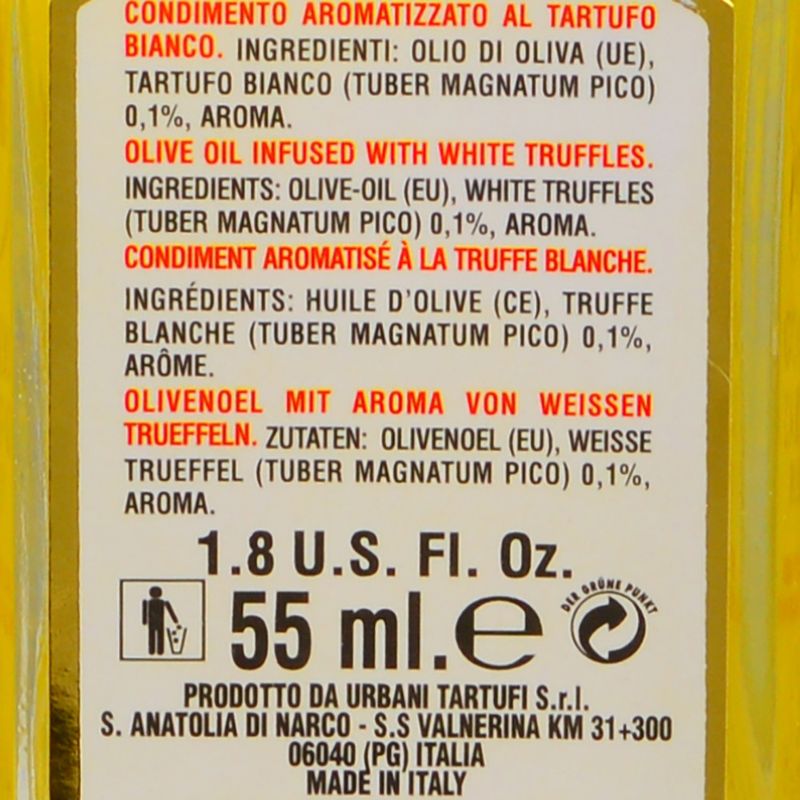 CONDIMENTO AROMATIZZATO AL TARTUFO
BIANCO. INGREDIENTI: OLIO DI OLIVA (UE),
TARTUFO BIANCO (TUBER MAGNATUM PICO)
0,1%, AROMA.
OLIVE OIL INFUSED WITH WHITE TRUFFLES.
INGREDIENTS: OLIVE-OIL (EU), WHITE TRUFFLES
(TUBER MAGNATUM PICO) 0,1%, AROMA.
CONDIMENT AROMATISÉ À LA TRUFFE BLANCHE.
INGRÉDIENTS: HUILE D'OLIVE (CE), TRUFFE
BLANCHE (TUBER MAGNATUM PICO) 0,1%,
ARÔME.
OLIVENOEL MIT AROMA VON WEISSEN
TRUEFFELN. ZUTATEN: OLIVENOEL (EU), WEISSE
TRUEFFEL (TUBER MAGNATUM PICO) 0,1%,
AROMA.
1.8 U.S. Fl. Oz.
55 ml. e
DER GRÜNE PUNKT
PRODOTTO DA URBANI TARTUFI S.r.l.
S. ANATOLIA DI NARCO - S.S VALNERINA KM 31+300
06040 (PG) ITALIA
MADE IN ITALY